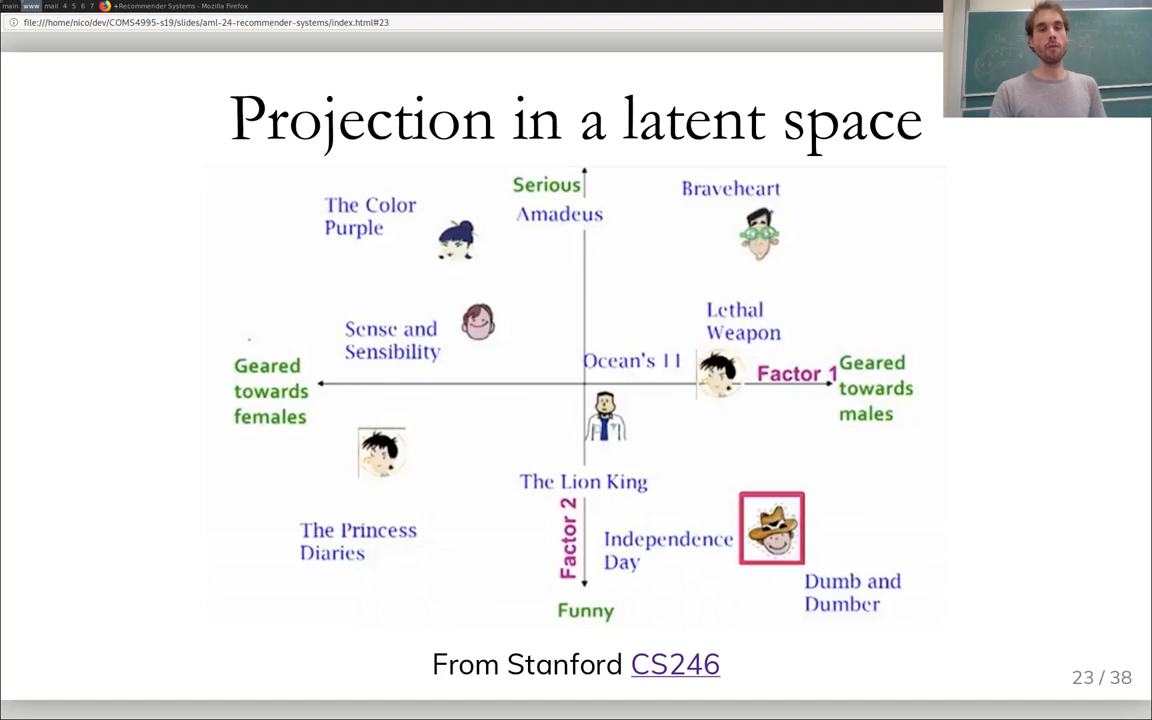 main www mail 4 5 6 7 +Recommender Systems - Mozilla Firefox
file:///home/nico/dev/COMS4995-s19/slides/aml-24-recommender-systems/index.html#23
Projection in a latent space
Serious
Braveheart
The Color
Purple
Amadeus
Lethal
Weapon
Sense and
Sensibility
Ocean's 11
Factor 1
Geared
towards
females
Geared
towards
males
The Lion King
Factor 2
The Princess
Diaries
Independence
Day
Dumb and
Dumber
Funny
From Stanford CS246
23 / 38